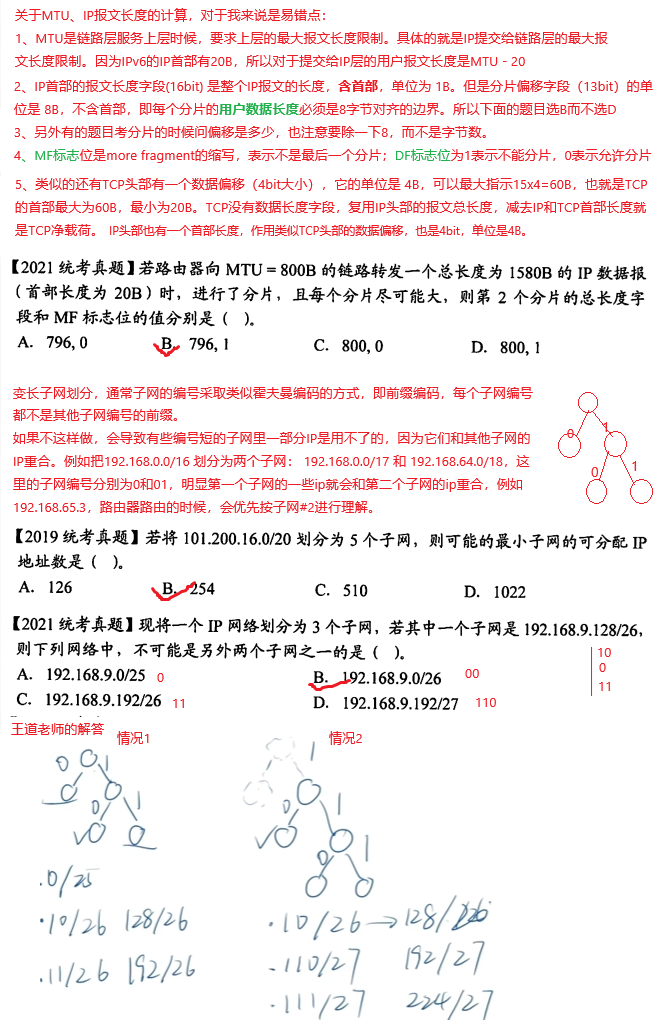 关于MTU、IP报文长度的计算，对于我来说是易错点：
1、MTU是链路层服务上层时候，要求上层的最大报文长度限制。具体的就是IP提交给链路层的最大报
文长度限制。因为IPv6的IP首部有20B，所以对于提交给IP层的用户报文长度是MTU - 20
2、IP首部的报文长度字段(16bit) 是整个IP报文的长度，含首部，单位为 1B。但是分片偏移字段（13bit）的单
位是 8B，不含首部，即每个分片的用户数据长度必须是8字节对齐的边界。所以下面的题目选B而不选D
3、另外有的题目考分片的时候问偏移是多少，也注意要除一下8，而不是字节数。
4、MF标志位是more fragment的缩写，表示不是最后一个分片；DF标志位为1表示不能分片，0表示允许分片
5、类似的还有TCP头部有一个数据偏移（4bit大小），它的单位是 4B，可以最大指示15x4=60B，也就是TCP
的首部最大为60B，最小为20B。TCP没有数据长度字段，复用IP头部的报文总长度，减去IP和TCP首部长度就
是TCP净载荷。 IP头部也有一个首部长度，作用类似TCP头部的数据偏移，也是4bit，单位是4B。
【2021统考真题】若路由器向 MTU = 800B 的链路转发一个总长度为 1580B 的 IP 数据报
（首部长度为 20B）时，进行了分片，且每个分片尽可能大，则第 2 个分片的总长度字
段和 MF 标志位的值分别是（ ）。
A. 796, 0 B. 796, 1 C. 800, 0 D. 800, 1
变长子网划分，通常子网的编号采取类似霍夫曼编码的方式，即前缀编码，每个子网编号
都不是其他子网编号的前缀。
如果不这样做，会导致有些编号短的子网里一部分IP是用不了的，因为它们和其他子网的
IP重合。例如把192.168.0.0/16 划分为两个子网： 192.168.0.0/17 和 192.168.64.0/18，这
里的子网编号分别为0和01，明显第一个子网的一些ip就会和第二个子网的ip重合，例如
192.168.65.3，路由器路由的时候，会优先按子网#2进行理解。
0 1
0 1
【2019统考真题】若将 101.200.16.0/20 划分为 5 个子网，则可能的最小子网的可分配 IP
地址数是（ ）。
A. 126 B. 254 C. 510 D. 1022
【2021统考真题】现将一个 IP 网络划分为 3 个子网，若其中一个子网是 192.168.9.128/26,
则下列网络中，不可能是另外两个子网之一的是（ ）。
A. 192.168.9.0/25 0 B. 192.168.9.0/26 00
C. 192.168.9.192/26 11 D. 192.168.9.192/27 110
10
0
11
王道老师的解答
情况1 情况2
0 1
0 1
.0/25
.10/26 128/26
.11/26 192/26
1
0 1
0 1
.10/26 → 128/26
.110/27 192/27
.111/27 224/27